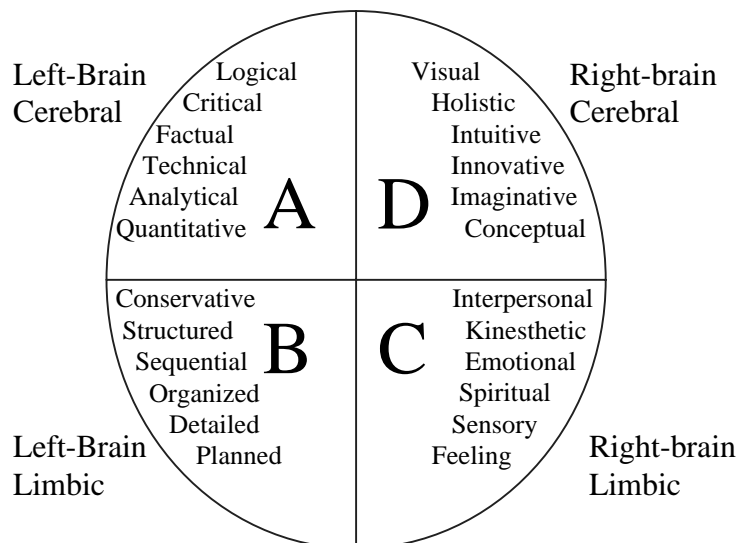 Left-Brain
Cerebral
Logical
Critical
Factual
Technical
Analytical
Quantitative
A
Visual
Holistic
Intuitive
Innovative
Imaginative
Conceptual
D
Right-brain
Cerebral
Conservative
Structured
Sequential
Organized
Detailed
Planned
B
Left-Brain
Limbic
Interpersonal
Kinesthetic
Emotional
Spiritual
Sensory
Feeling
C
Right-brain
Limbic